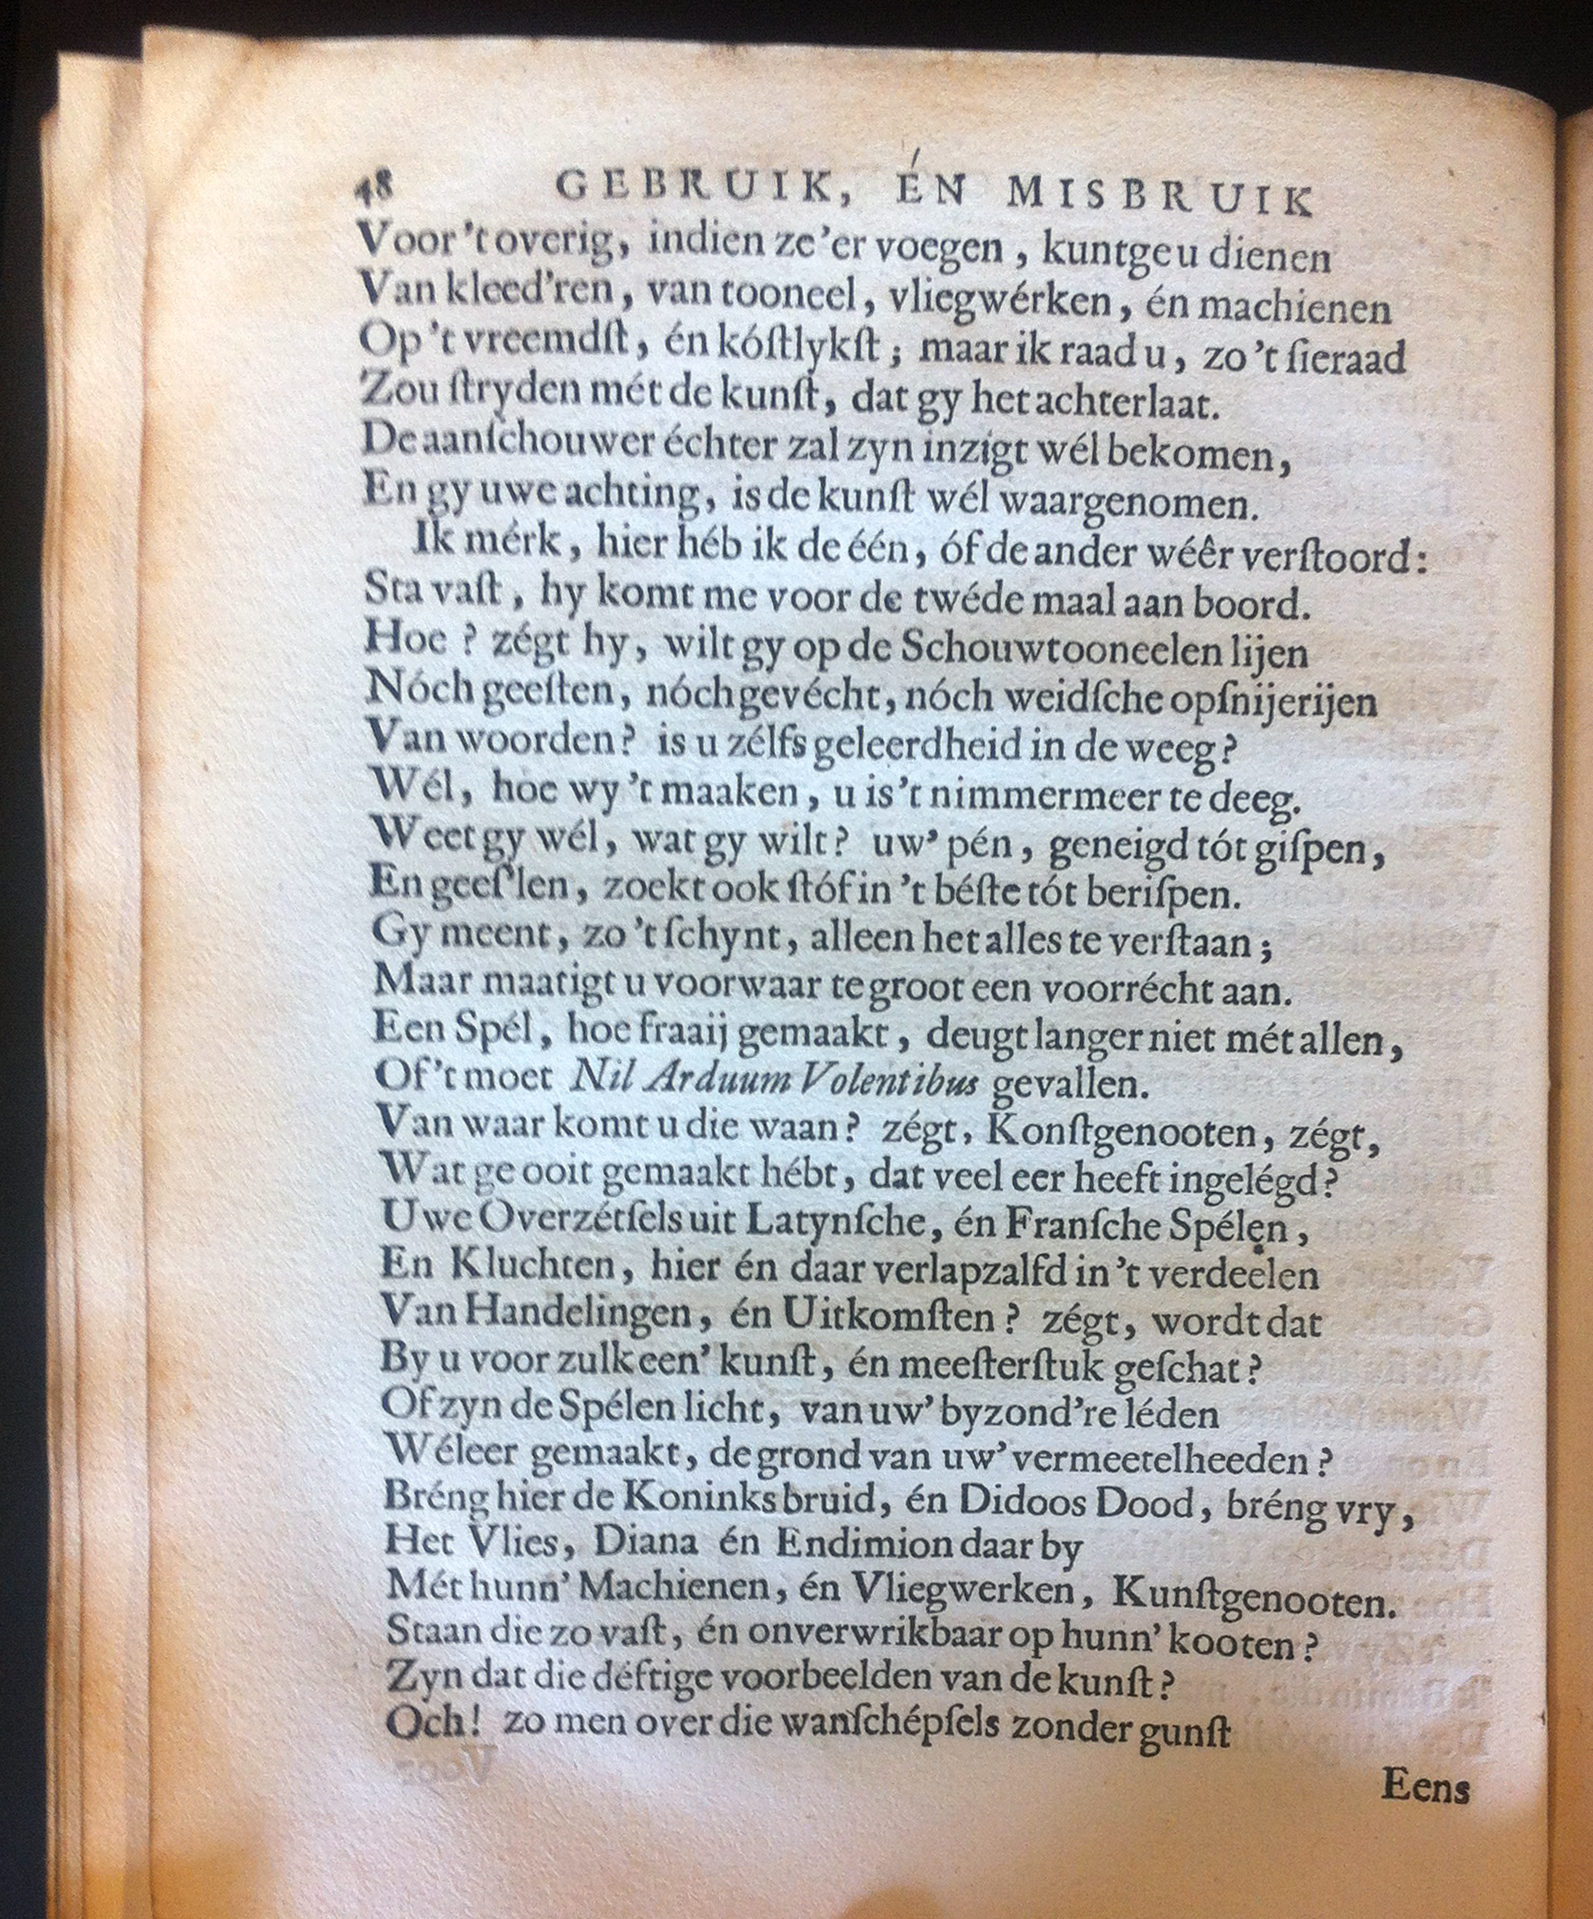 48 GEBRUIK, ÉN MISBRUIK
Voor 't overig, indien ze 'er voegen, kunt ge u dienen
Van kleed'ren, van tooneel, vliegwérken, én machienen
Op 't vreemdſt, én kóſtlykſt; maar ik raad u, zo 't ſieraad
Zou ſtryden mét de kunſt, dat gy het achterlaat.
De aanſchouwer échter zal zyn inzigt wél bekomen,
En gy uwe achting, is de kunſt wél waargenomen.
Ik mérk, hier héb ik de één, óf de ander wéêr verſtoord:
Sta vaſt, hy komt me voor de twéde maal aan boord.
Hoe? zégt hy, wilt gy op de Schouwtooneelen lijen
Nóch geeſten, nóch gevécht, nóch weidſche opſnijerijen
Van woorden? is u zélfs geleerdheid in de weeg?
Wél, hoe wy 't maaken, u is 't nimmermeer te deeg.
Weet gy wél, wat gy wilt? uw' pén, geneigd tót giſpen,
En geeſ'len, zoekt ook ſtóf in 't béſte tót beriſpen.
Gy meent, zo 't ſchynt, alleen het alles te verſtaan;
Maar maatigt u voorwaar te groot een voorrécht aan.
Een Spél, hoe fraaij gemaakt, deugt langer niet mét allen,
Of 't moet Nil Arduum Volentibus gevallen.
Van waar komt u die waan? zégt, Konſtgenooten, zégt,
Wat ge ooit gemaakt hébt, dat veel eer heeft ingelégd?
Uwe Overzétſels uit Latynſche, én Franſche Spélen,
En Kluchten, hier én daar verlapzalfd in 't verdeelen
Van Handelingen, én Uitkomſten? zégt, wordt dat
By u voor zulk een' kunſt, én meeſterſtuk geſchat?
Of zyn de Spélen licht, van uw' byzond're léden
Wéleer gemaakt, de grond van uw' vermeetelheeden?
Bréng hier de Koninksbruid, én Didoos Dood, bréng vry,
Het Vlies, Diana én Endimion daar by
Mét hunn' Machienen, én Vliegwerken, Kunſtgenooten.
Staan die zo vaſt, én onverwrikbaar op hunn' kooten?
Zyn dat die déftige voorbeelden van de kunſt?
Och! zo men over die wanſchépſels zonder gunſt
Eens